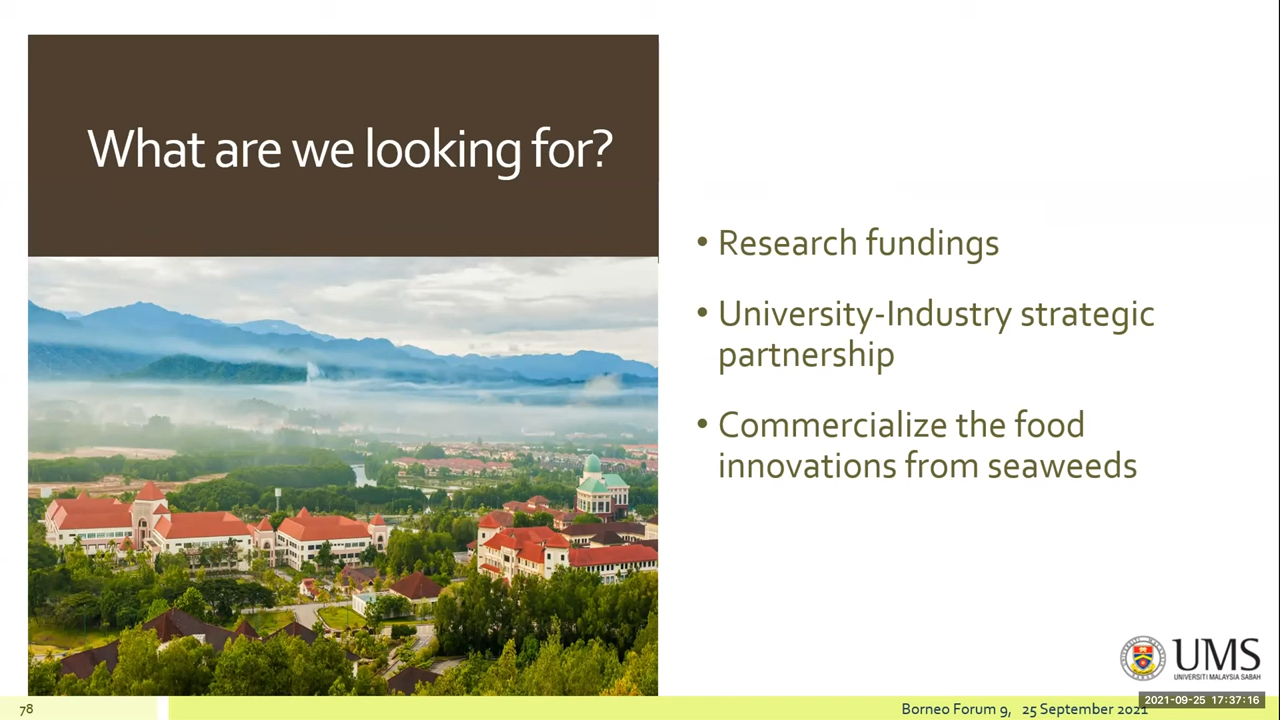 What are we looking for?
• Research fundings
• University-Industry strategic
partnership
• Commercialize the food
innovations from seaweeds
UMS
UNIVERSITI MALAYSIA SABAH
78
Borneo Forum 9, 25 September 2021
2021-09-25 17:37:16